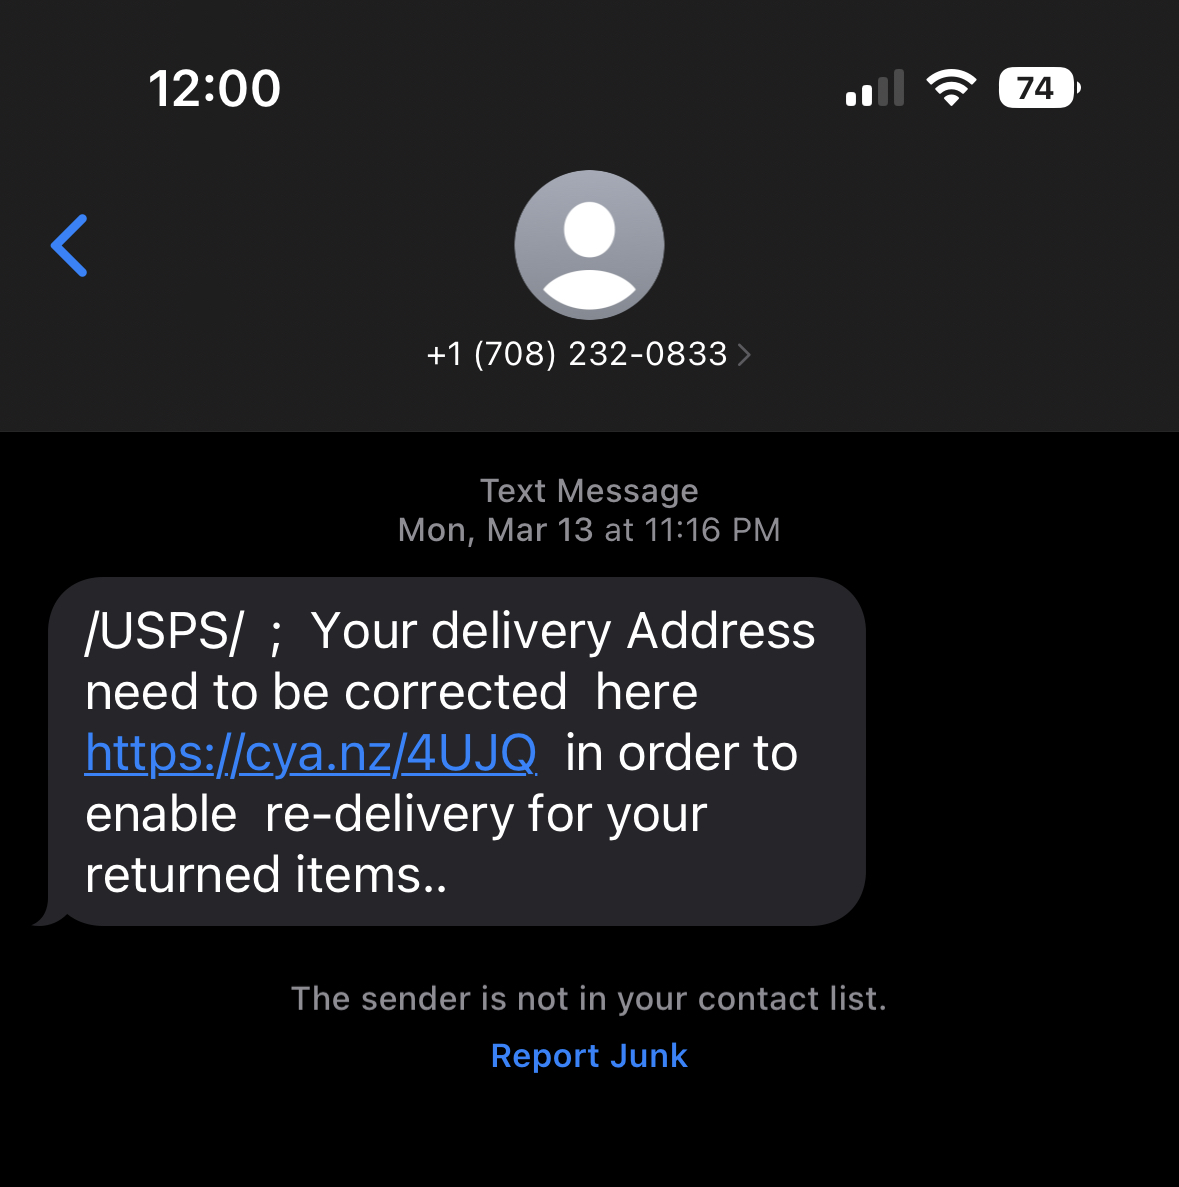 12:00
74
+1 (708) 232-0833
Text Message
Mon, Mar 13 at 11:16 PM
/USPS/ ; Your delivery Address
need to be corrected here
https://cya.nz/4UJQ in order to
enable re-delivery for your
returned items..
The sender is not in your contact list.
Report Junk